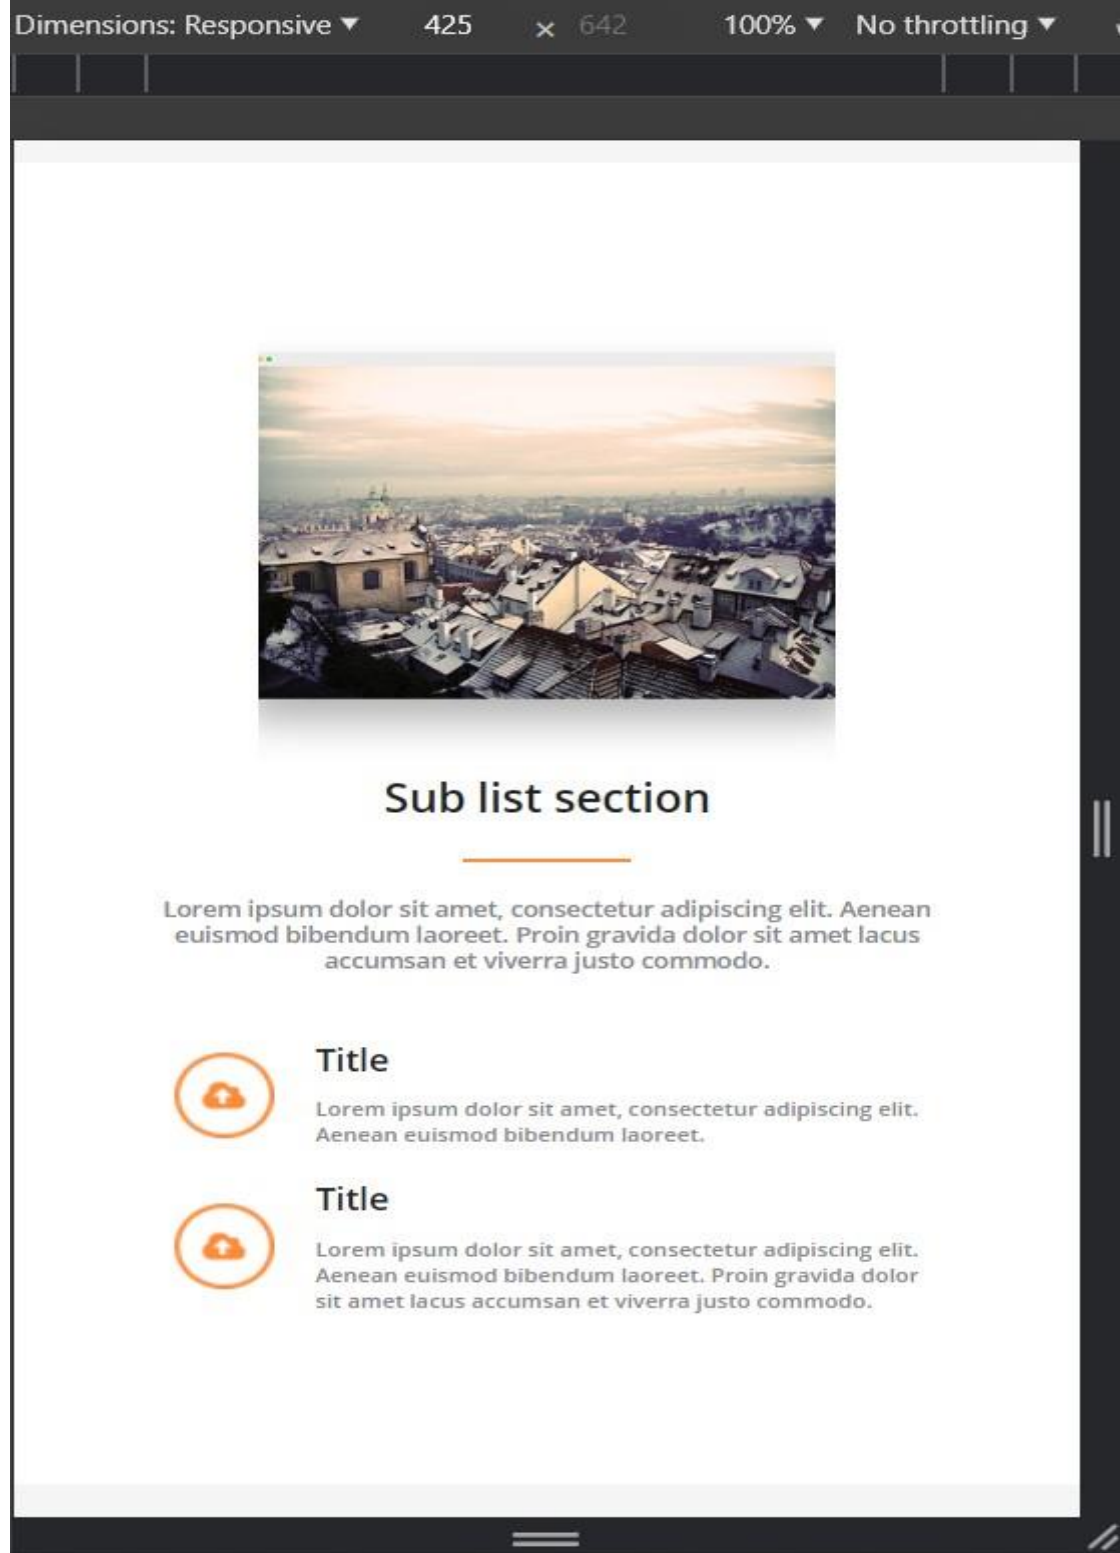 Dimensions: Responsive ▼ 425 × 642 100% ▼ No throttling ▼
Sub list section
Lorem ipsum dolor sit amet, consectetur adipiscing elit. Aenean
euismod bibendum laoreet. Proin gravida dolor sit amet lacus
accumsan et viverra justo commodo.
Title
Lorem ipsum dolor sit amet, consectetur adipiscing elit.
Aenean euismod bibendum laoreet.
Title
Lorem ipsum dolor sit amet, consectetur adipiscing elit.
Aenean euismod bibendum laoreet. Proin gravida dolor
sit amet lacus accumsan et viverra justo commodo.